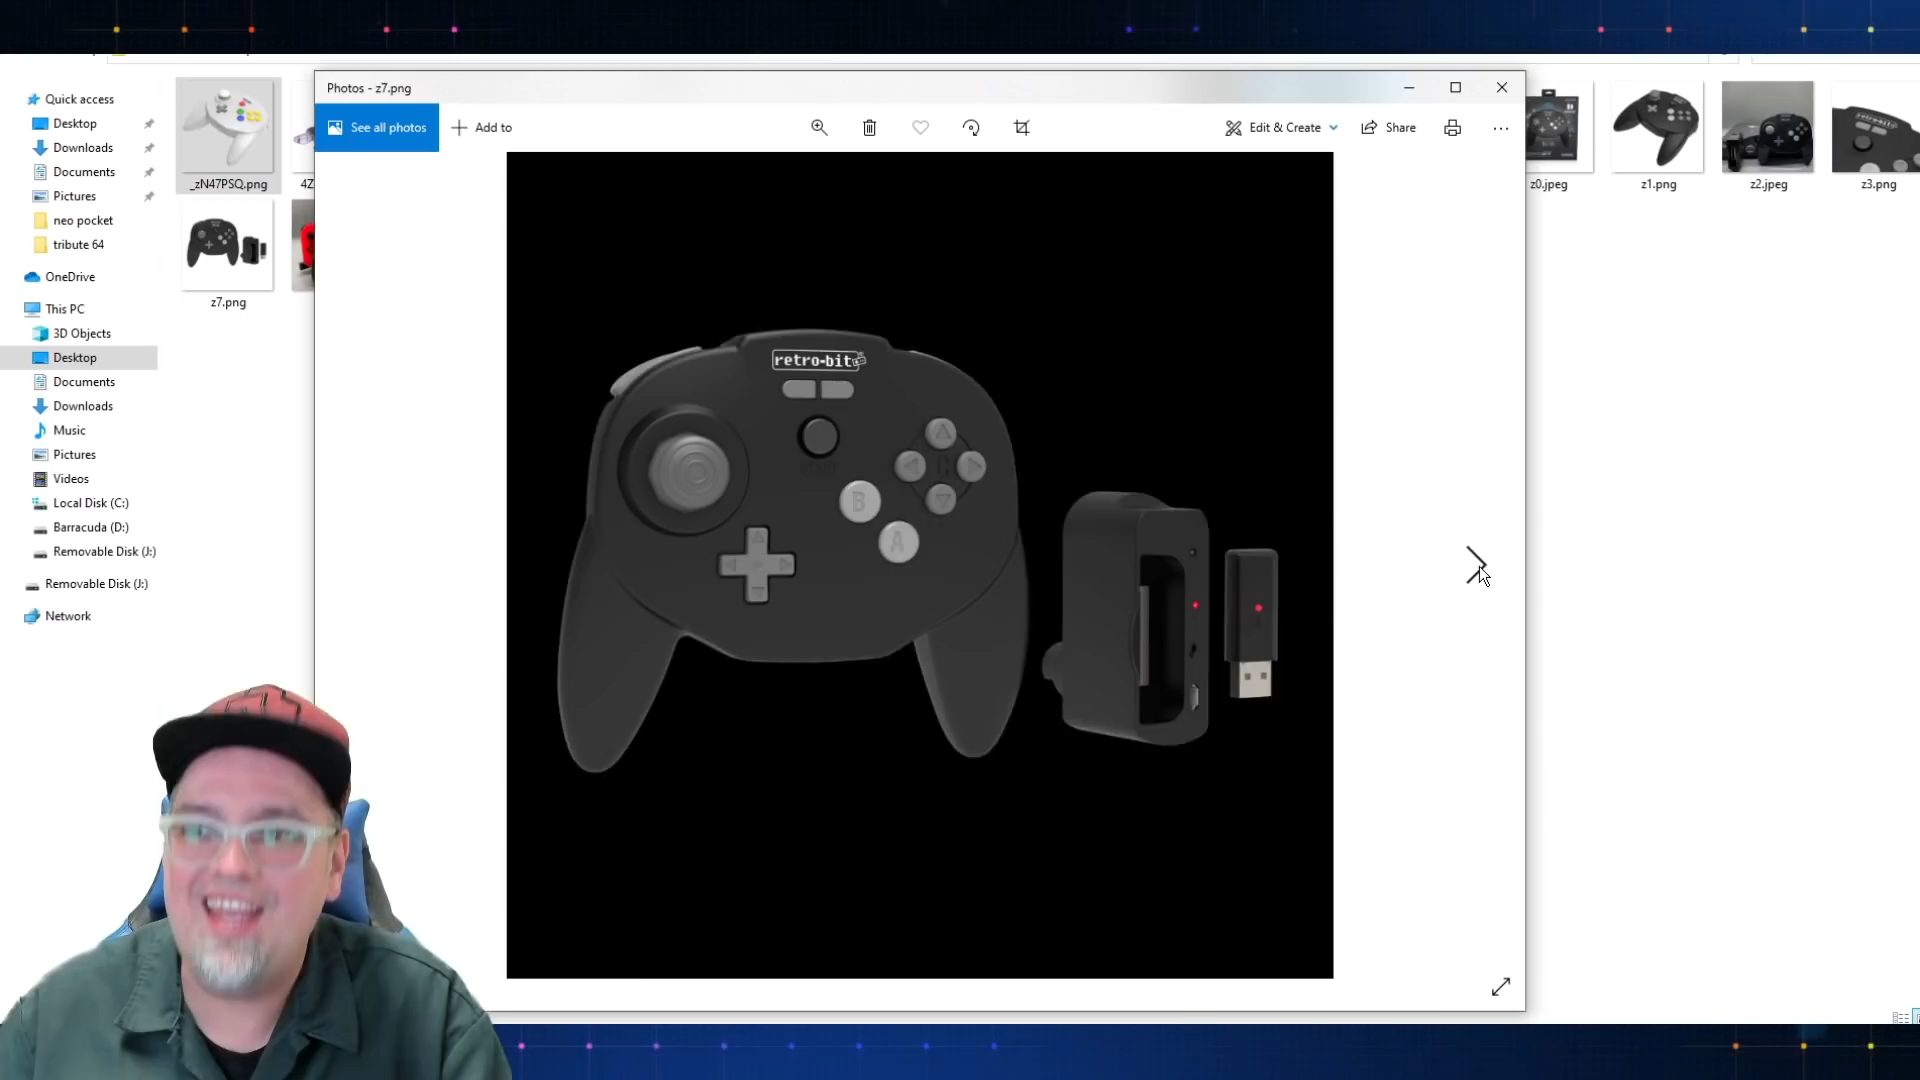 Photos - z7.png
See all photos
Add to
Edit & Create
Share
Quick access
Desktop
Downloads
Documents
Pictures
neo pocket
tribute 64
OneDrive
This PC
3D Objects
Desktop
Documents
Downloads
Music
Pictures
Videos
Local Disk (C:)
Barracuda (D:)
Removable Disk (J:)
Removable Disk (J:)
Network
_zN47PSQ.png
4Z
z7.png
z0.jpeg
z1.png
z2.jpeg
z3.png
retro-bit
START
C
B
A